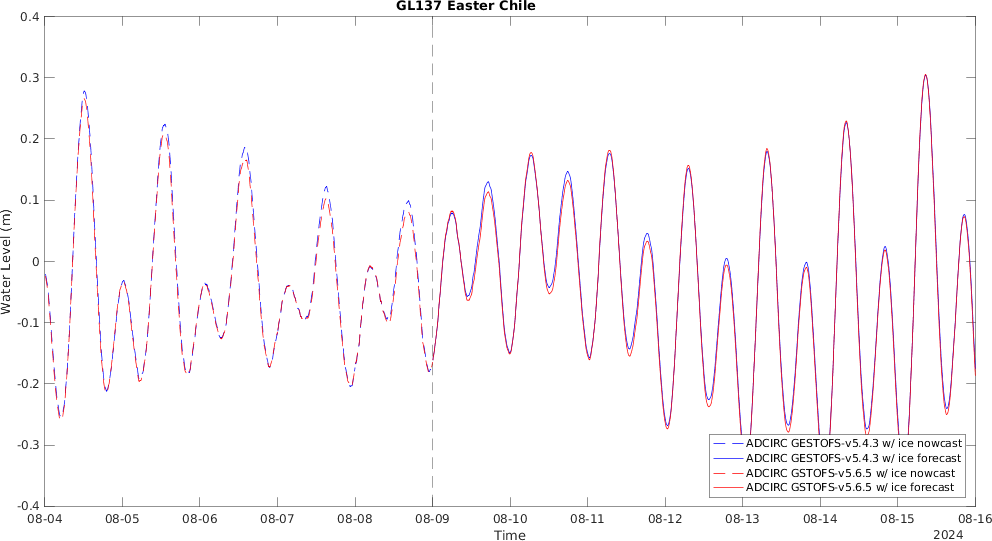 GL137 Easter Chile
0.4
0.3
0.2
0.1
0
-0.1
-0.2
-0.3
-0.4
Water Level (m)
ADCIRC GESTOFS-v5.4.3 w/ ice nowcast
ADCIRC GESTOFS-v5.4.3 w/ ice forecast
ADCIRC GSTOFS-v5.6.5 w/ ice nowcast
ADCIRC GSTOFS-v5.6.5 w/ ice forecast
08-04 08-05 08-06 08-07 08-08 08-09 08-10 08-11 08-12 08-13 08-14 08-15 08-16
Time
2024